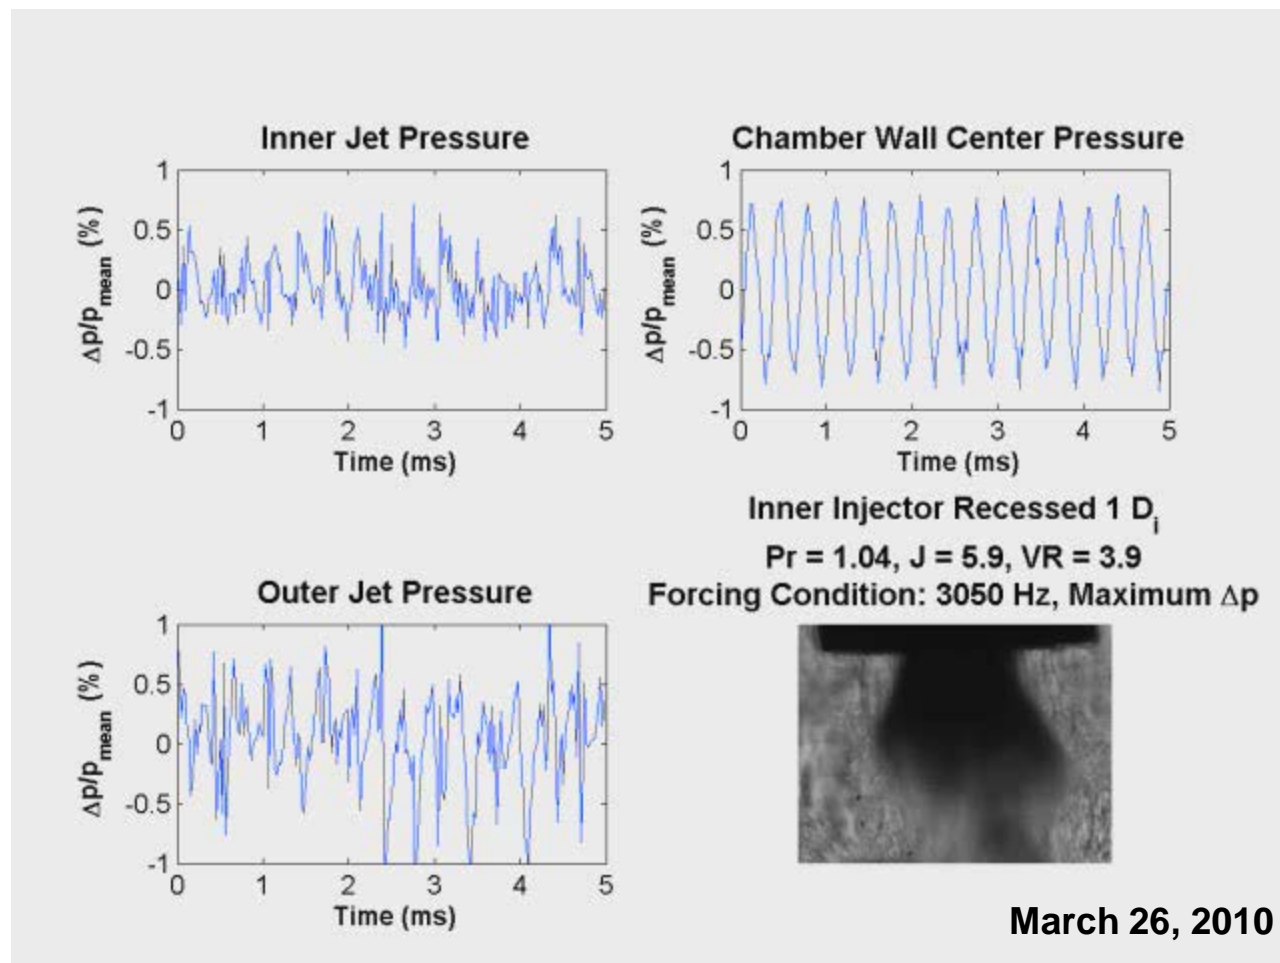 Inner Jet Pressure
1
0.5
0
-0.5
-1
Δp/p_mean (%)
0 1 2 3 4 5
Time (ms)
Chamber Wall Center Pressure
1
0.5
0
-0.5
-1
Δp/p_mean (%)
0 1 2 3 4 5
Time (ms)
Outer Jet Pressure
1
0.5
0
-0.5
-1
Δp/p_mean (%)
0 1 2 3 4 5
Time (ms)
Inner Injector Recessed 1 D_i
Pr = 1.04, J = 5.9, VR = 3.9
Forcing Condition: 3050 Hz, Maximum Δp
March 26, 2010